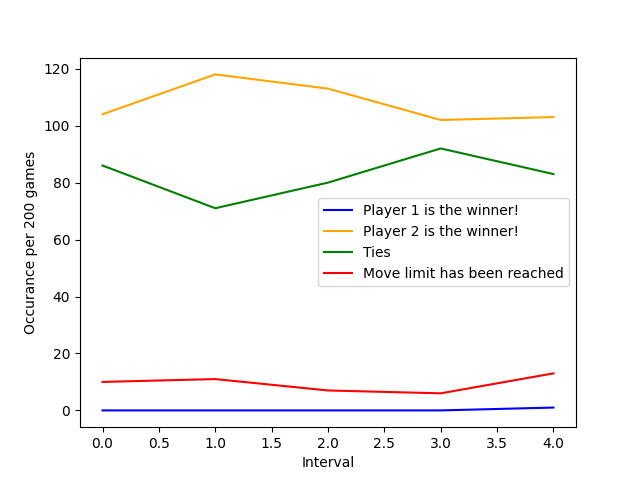 120
100
80
60
40
20
0
Occurance per 200 games
Player 1 is the winner!
Player 2 is the winner!
Ties
Move limit has been reached
0.0 0.5 1.0 1.5 2.0 2.5 3.0 3.5 4.0
Interval